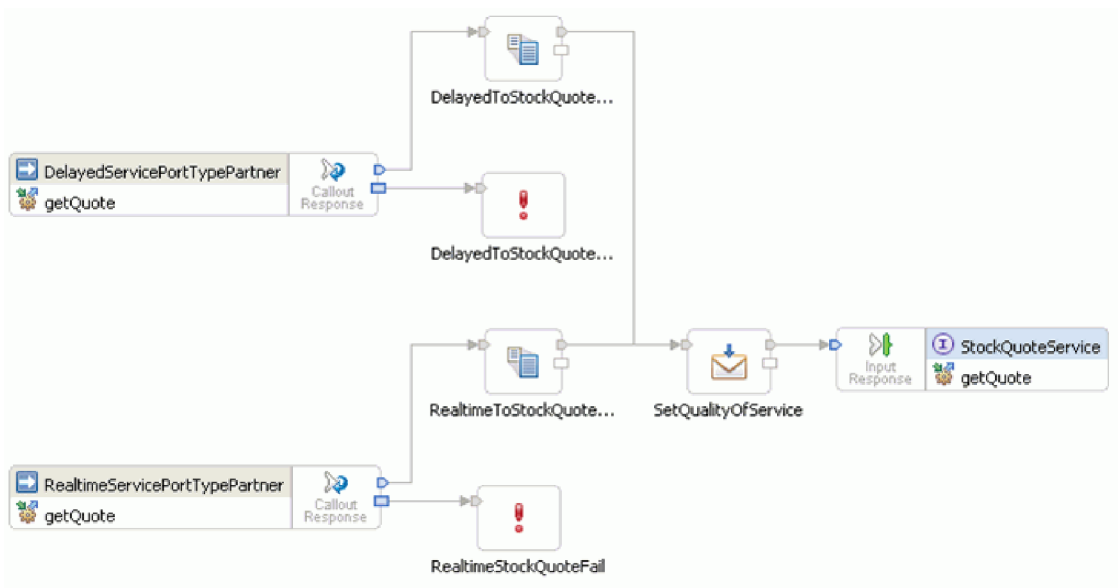 DelayedToStockQuote...
DelayedServicePortTypePartner
getQuote
Callout
Response
DelayedToStockQuote...
RealtimeToStockQuote...
SetQualityOfService
Input
Response
StockQuoteService
getQuote
RealtimeServicePortTypePartner
getQuote
Callout
Response
RealtimeStockQuoteFail